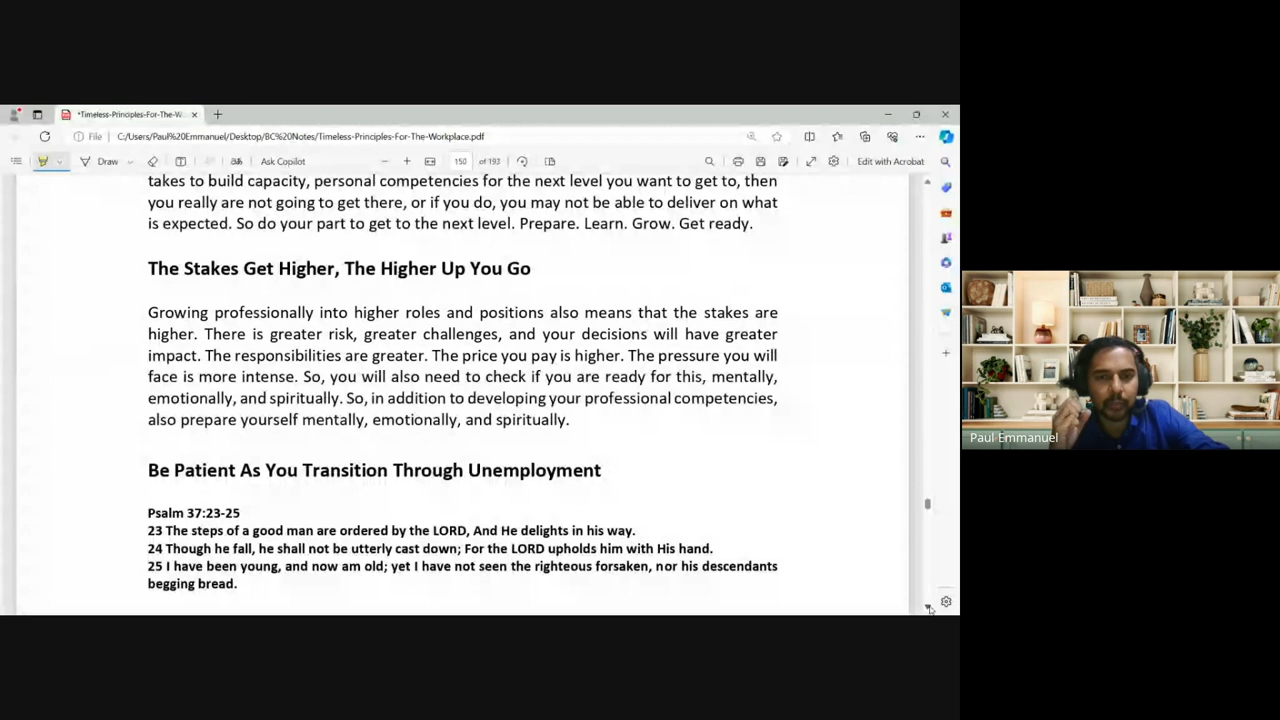 *Timeless-Principles-For-The-W...
File
C:/Users/Paul%20Emmanuel/Desktop/BC%20Notes/Timeless-Principles-For-The-Workplace.pdf
Draw
Ask Copilot
150 of 193
Edit with Acrobat
takes to build capacity, personal competencies for the next level you want to get to, then
you really are not going to get there, or if you do, you may not be able to deliver on what
is expected. So do your part to get to the next level. Prepare. Learn. Grow. Get ready.
The Stakes Get Higher, The Higher Up You Go
Growing professionally into higher roles and positions also means that the stakes are
higher. There is greater risk, greater challenges, and your decisions will have greater
impact. The responsibilities are greater. The price you pay is higher. The pressure you will
face is more intense. So, you will also need to check if you are ready for this, mentally,
emotionally, and spiritually. So, in addition to developing your professional competencies,
also prepare yourself mentally, emotionally, and spiritually.
Be Patient As You Transition Through Unemployment
Psalm 37:23-25
23 The steps of a good man are ordered by the LORD, And He delights in his way.
24 Though he fall, he shall not be utterly cast down; For the LORD upholds him with His hand.
25 I have been young, and now am old; yet I have not seen the righteous forsaken, nor his descendants
begging bread.
Paul Emmanuel